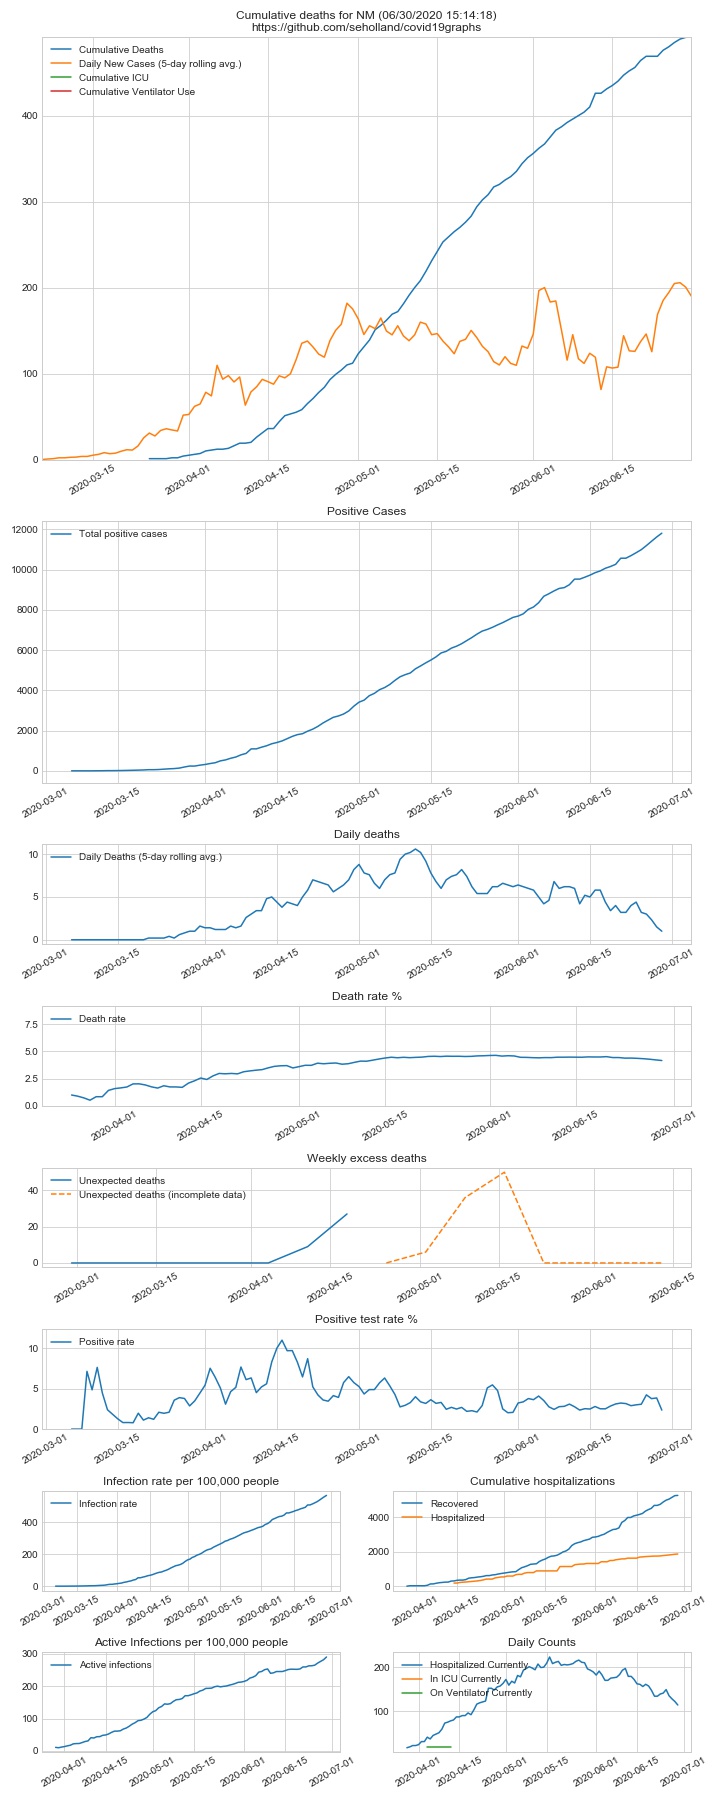 Cumulative deaths for NM (06/30/2020 15:14:18)
https://github.com/seholland/covid19graphs
Cumulative Deaths
Daily New Cases (5-day rolling avg.)
Cumulative ICU
Cumulative Ventilator Use
400
300
200
100
0
2020-03-15 2020-04-01 2020-04-15 2020-05-01 2020-05-15 2020-06-01 2020-06-15
Positive Cases
Total positive cases
12000
10000
8000
6000
4000
2000
0
2020-03-01 2020-03-15 2020-04-01 2020-04-15 2020-05-01 2020-05-15 2020-06-01 2020-06-15 2020-07-01
Daily deaths
Daily Deaths (5-day rolling avg.)
10
5
0
2020-03-01 2020-03-15 2020-04-01 2020-04-15 2020-05-01 2020-05-15 2020-06-01 2020-06-15 2020-07-01
Death rate %
Death rate
7.5
5.0
2.5
0.0
2020-04-01 2020-04-15 2020-05-01 2020-05-15 2020-06-01 2020-06-15 2020-07-01
Weekly excess deaths
Unexpected deaths
Unexpected deaths (incomplete data)
40
20
0
2020-03-01 2020-03-15 2020-04-01 2020-04-15 2020-05-01 2020-05-15 2020-06-01 2020-06-15
Positive test rate %
Positive rate
10
5
0
2020-03-01 2020-03-15 2020-04-01 2020-04-15 2020-05-01 2020-05-15 2020-06-01 2020-06-15 2020-07-01
Infection rate per 100,000 people
Infection rate
400
200
0
2020-03-01 2020-03-15 2020-04-01 2020-04-15 2020-05-01 2020-05-15 2020-06-01 2020-06-15 2020-07-01
Cumulative hospitalizations
Recovered
Hospitalized
4000
2000
0
2020-04-01 2020-04-15 2020-05-01 2020-05-15 2020-06-01 2020-06-15 2020-07-01
Active Infections per 100,000 people
Active infections
300
200
100
0
2020-04-01 2020-04-15 2020-05-01 2020-05-15 2020-06-01 2020-06-15 2020-07-01
Daily Counts
Hospitalized Currently
In ICU Currently
On Ventilator Currently
200
100
2020-04-01 2020-04-15 2020-05-01 2020-05-15 2020-06-01 2020-06-15 2020-07-01